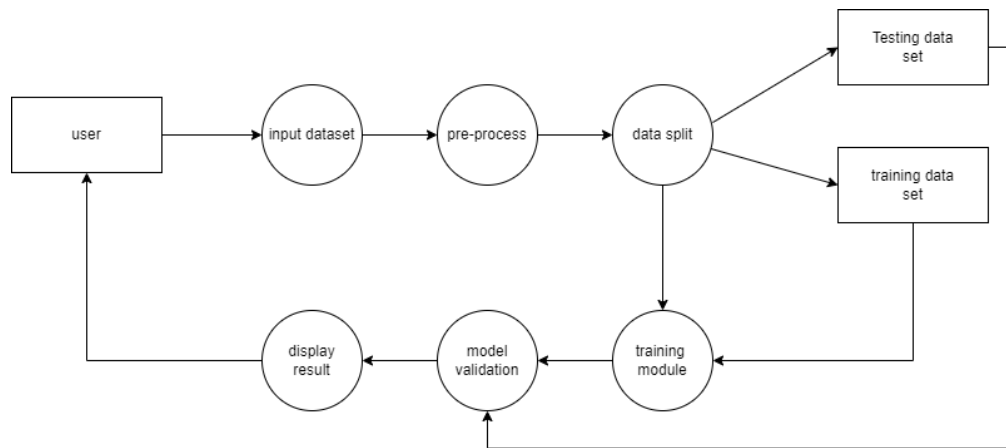 Testing data
set
user
input dataset
pre-process
data split
training data
set
display
result
model
validation
training
module